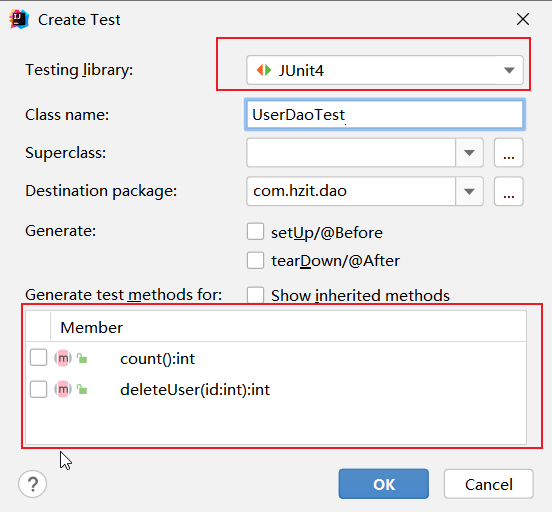 Create Test
Testing library: JUnit4
Class name: UserDaoTest
Superclass: ...
Destination package: com.hzit.dao ...
Generate: setUp/@Before
tearDown/@After
Generate test methods for: Show inherited methods
Member
m count():int
m deleteUser(id:int):int
? OK Cancel